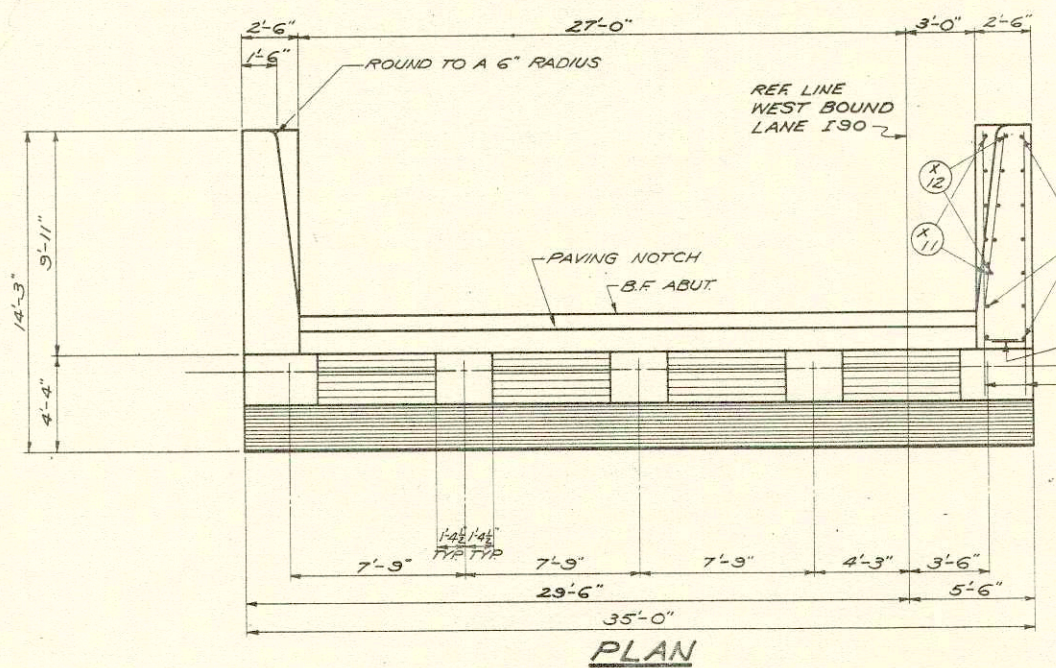 2'-6"
27'-0"
3'-0"
2'-6"
1'-6"
ROUND TO A 6" RADIUS
REF. LINE
WEST BOUND
LANE I90
X
12
X
11
9'-11"
14'-3"
4'-4"
PAVING NOTCH
B.F. ABUT.
1'-4½" 1'-4½"
TYP. TYP.
7'-9"
7'-9"
7'-9"
4'-3"
3'-6"
29'-6"
5'-6"
35'-0"
PLAN